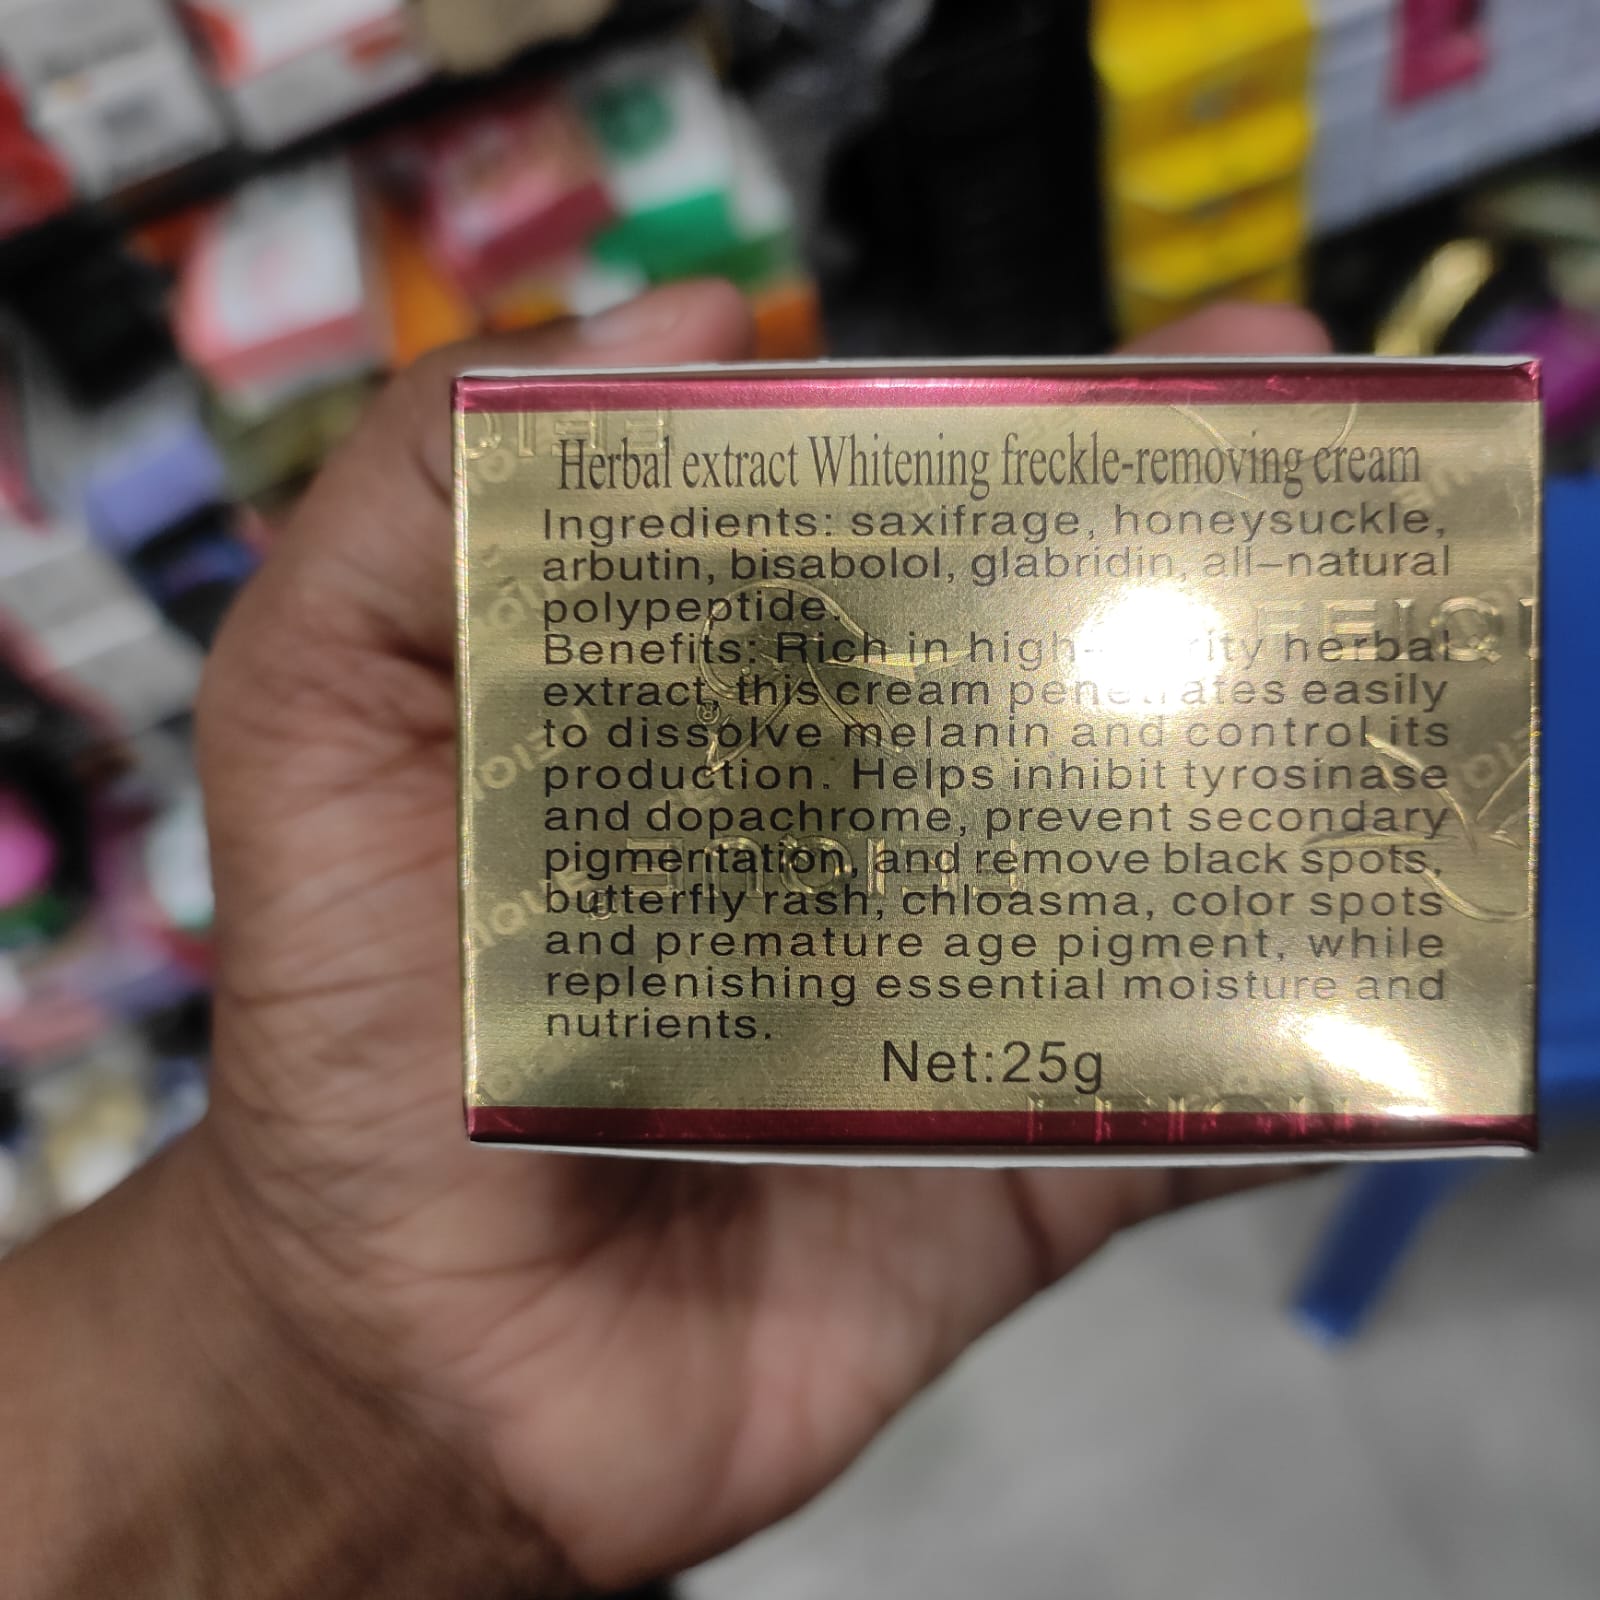 Herbal extract Whitening freckle-removing cream
Ingredients: saxifrage, honeysuckle,
arbutin, bisabolol, glabridin, all-natural
polypeptide.
Benefits: Rich in high- herbal
extract, this cream penetrates easily
to dissolve melanin and control its
production. Helps inhibit tyrosinase
and dopachrome, prevent secondary
pigmentation, and remove black spots,
butterfly rash, chloasma, color spots
and premature age pigment, while
replenishing essential moisture and
nutrients.
Net:25g
FEIQUE